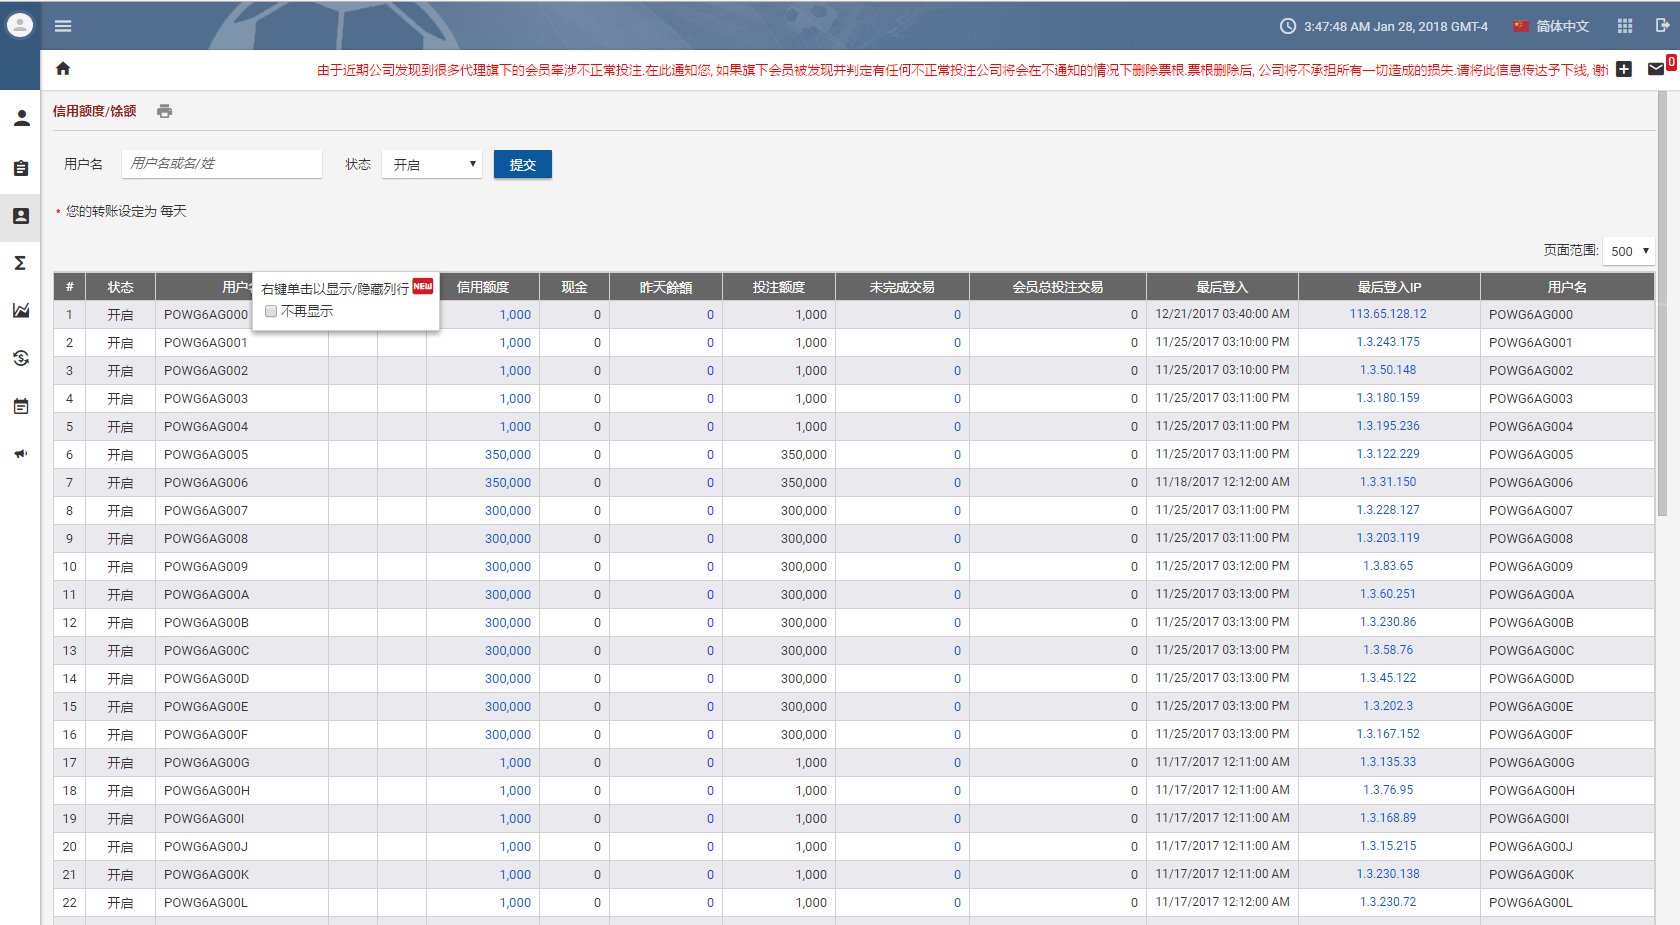 3:47:48 AM Jan 28, 2018 GMT-4 简体中文
由于近期公司发现到很多代理旗下的会员牵涉不正常投注.在此通知您, 如果旗下会员被发现并判定有任何不正常投注公司将会在不通知的情况下删除票根.票根删除后, 公司将不承担所有一切造成的损失.请将此信息传达予下线, 谢 0
信用额度/馀额
用户名 用户名或名/姓 状态 开启 提交
* 您的转账设定为 每天
页面范围: 500
# 状态 用户 信用额度 现金 昨天餘額 投注额度 未完成交易 会员总投注交易 最后登入 最后登入IP 用户名
右键单击以显示/隐藏列行 NEW
不再显示
1 开启 POWG6AG000 1,000 0 0 1,000 0 0 12/21/2017 03:40:00 AM 113.65.128.12 POWG6AG000
2 开启 POWG6AG001 1,000 0 0 1,000 0 0 11/25/2017 03:10:00 PM 1.3.243.175 POWG6AG001
3 开启 POWG6AG002 1,000 0 0 1,000 0 0 11/25/2017 03:10:00 PM 1.3.50.148 POWG6AG002
4 开启 POWG6AG003 1,000 0 0 1,000 0 0 11/25/2017 03:11:00 PM 1.3.180.159 POWG6AG003
5 开启 POWG6AG004 1,000 0 0 1,000 0 0 11/25/2017 03:11:00 PM 1.3.195.236 POWG6AG004
6 开启 POWG6AG005 350,000 0 0 350,000 0 0 11/25/2017 03:11:00 PM 1.3.122.229 POWG6AG005
7 开启 POWG6AG006 350,000 0 0 350,000 0 0 11/18/2017 12:12:00 AM 1.3.31.150 POWG6AG006
8 开启 POWG6AG007 300,000 0 0 300,000 0 0 11/25/2017 03:11:00 PM 1.3.228.127 POWG6AG007
9 开启 POWG6AG008 300,000 0 0 300,000 0 0 11/25/2017 03:11:00 PM 1.3.203.119 POWG6AG008
10 开启 POWG6AG009 300,000 0 0 300,000 0 0 11/25/2017 03:12:00 PM 1.3.83.65 POWG6AG009
11 开启 POWG6AG00A 300,000 0 0 300,000 0 0 11/25/2017 03:13:00 PM 1.3.60.251 POWG6AG00A
12 开启 POWG6AG00B 300,000 0 0 300,000 0 0 11/25/2017 03:13:00 PM 1.3.230.86 POWG6AG00B
13 开启 POWG6AG00C 300,000 0 0 300,000 0 0 11/25/2017 03:13:00 PM 1.3.58.76 POWG6AG00C
14 开启 POWG6AG00D 300,000 0 0 300,000 0 0 11/25/2017 03:13:00 PM 1.3.45.122 POWG6AG00D
15 开启 POWG6AG00E 300,000 0 0 300,000 0 0 11/25/2017 03:13:00 PM 1.3.202.3 POWG6AG00E
16 开启 POWG6AG00F 300,000 0 0 300,000 0 0 11/25/2017 03:13:00 PM 1.3.167.152 POWG6AG00F
17 开启 POWG6AG00G 1,000 0 0 1,000 0 0 11/17/2017 12:11:00 AM 1.3.135.33 POWG6AG00G
18 开启 POWG6AG00H 1,000 0 0 1,000 0 0 11/17/2017 12:11:00 AM 1.3.76.95 POWG6AG00H
19 开启 POWG6AG00I 1,000 0 0 1,000 0 0 11/17/2017 12:11:00 AM 1.3.168.89 POWG6AG00I
20 开启 POWG6AG00J 1,000 0 0 1,000 0 0 11/17/2017 12:11:00 AM 1.3.15.215 POWG6AG00J
21 开启 POWG6AG00K 1,000 0 0 1,000 0 0 11/17/2017 12:11:00 AM 1.3.230.138 POWG6AG00K
22 开启 POWG6AG00L 1,000 0 0 1,000 0 0 11/17/2017 12:12:00 AM 1.3.230.72 POWG6AG00L